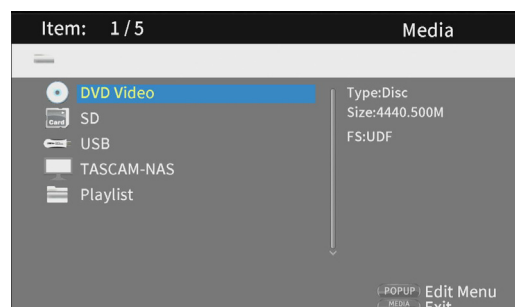 Item: 1/5 Media
DVD Video
SD
USB
TASCAM-NAS
Playlist
Type:Disc
Size:4440.500M
FS:UDF
POPUP Edit Menu
MEDIA Exit